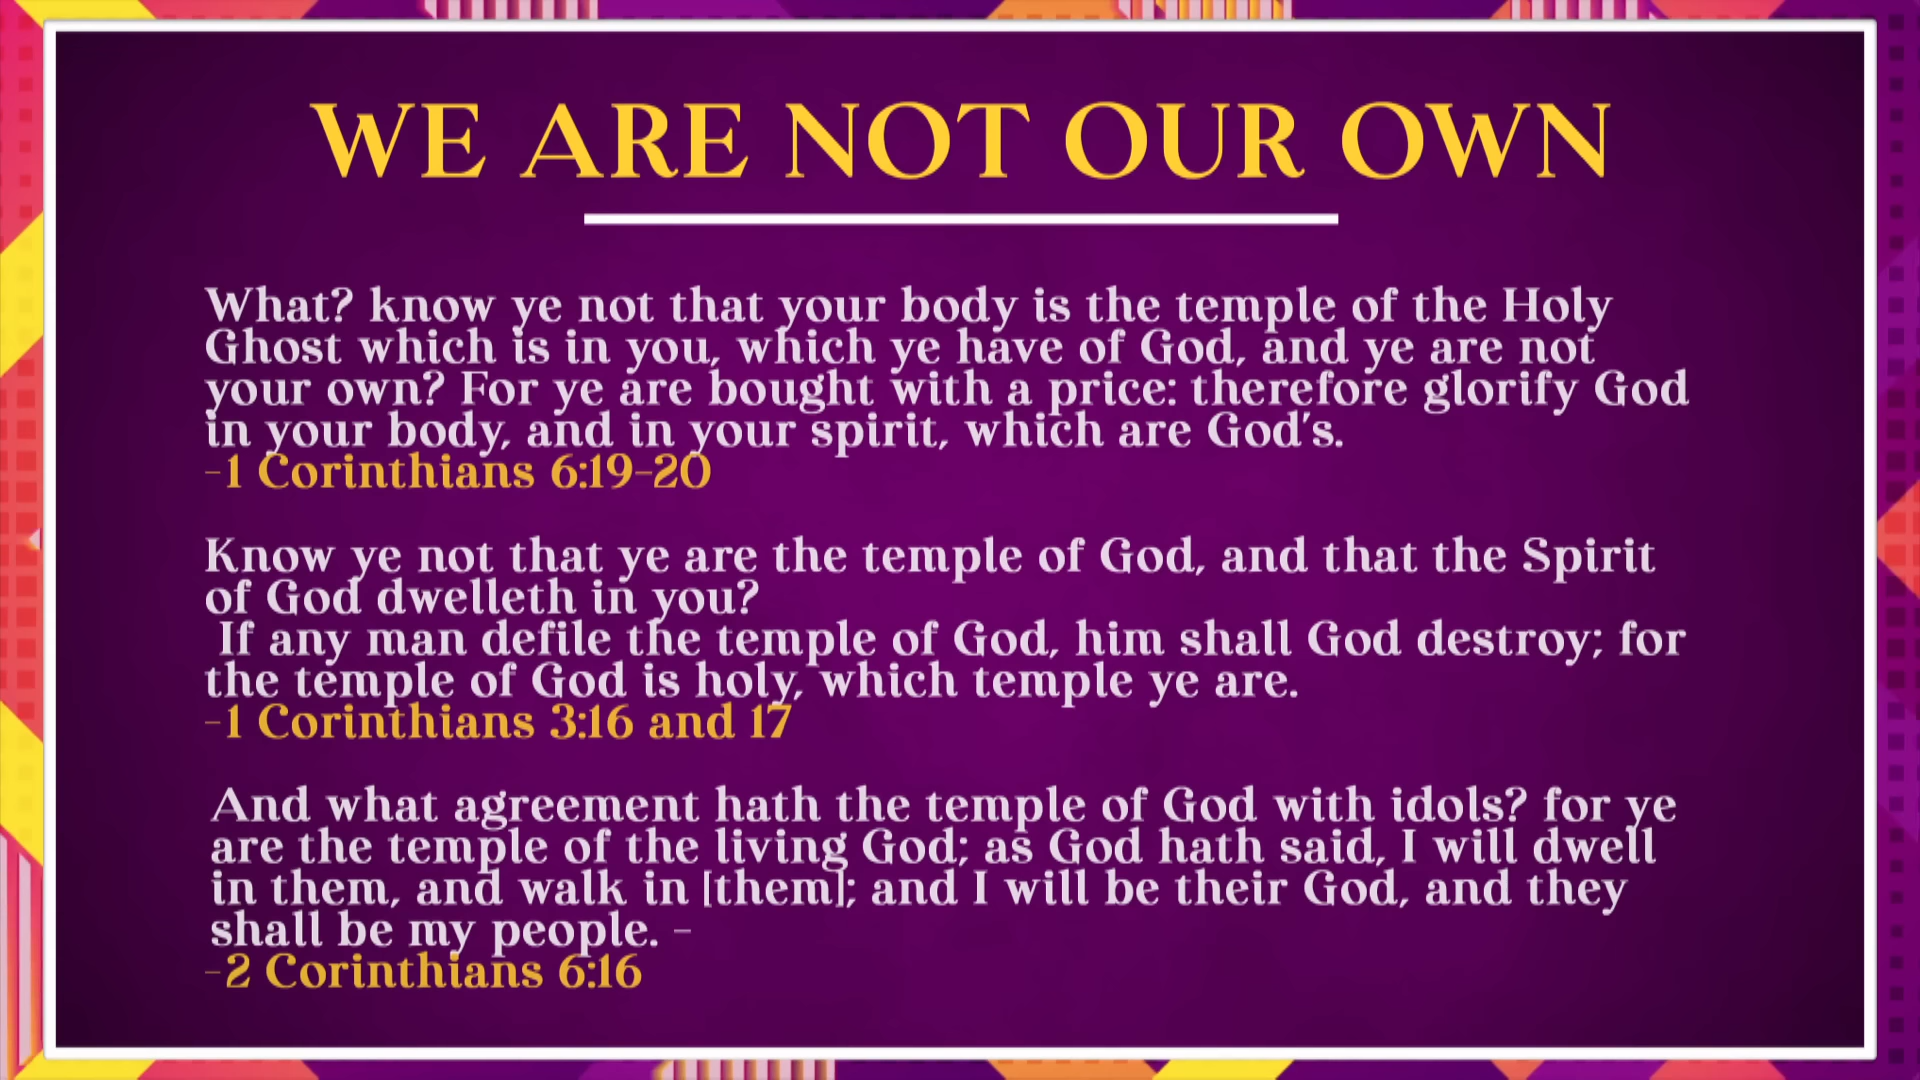 WE ARE NOT OUR OWN
What? know ye not that your body is the temple of the Holy
Ghost which is in you, which ye have of God, and ye are not
your own? For ye are bought with a price: therefore glorify God
in your body, and in your spirit, which are God's.
-1 Corinthians 6:19-20
Know ye not that ye are the temple of God, and that the Spirit
of God dwelleth in you?
If any man defile the temple of God, him shall God destroy; for
the temple of God is holy, which temple ye are.
-1 Corinthians 3:16 and 17
And what agreement hath the temple of God with idols? for ye
are the temple of the living God; as God hath said, I will dwell
in them, and walk in [them]; and I will be their God, and they
shall be my people. -
-2 Corinthians 6:16